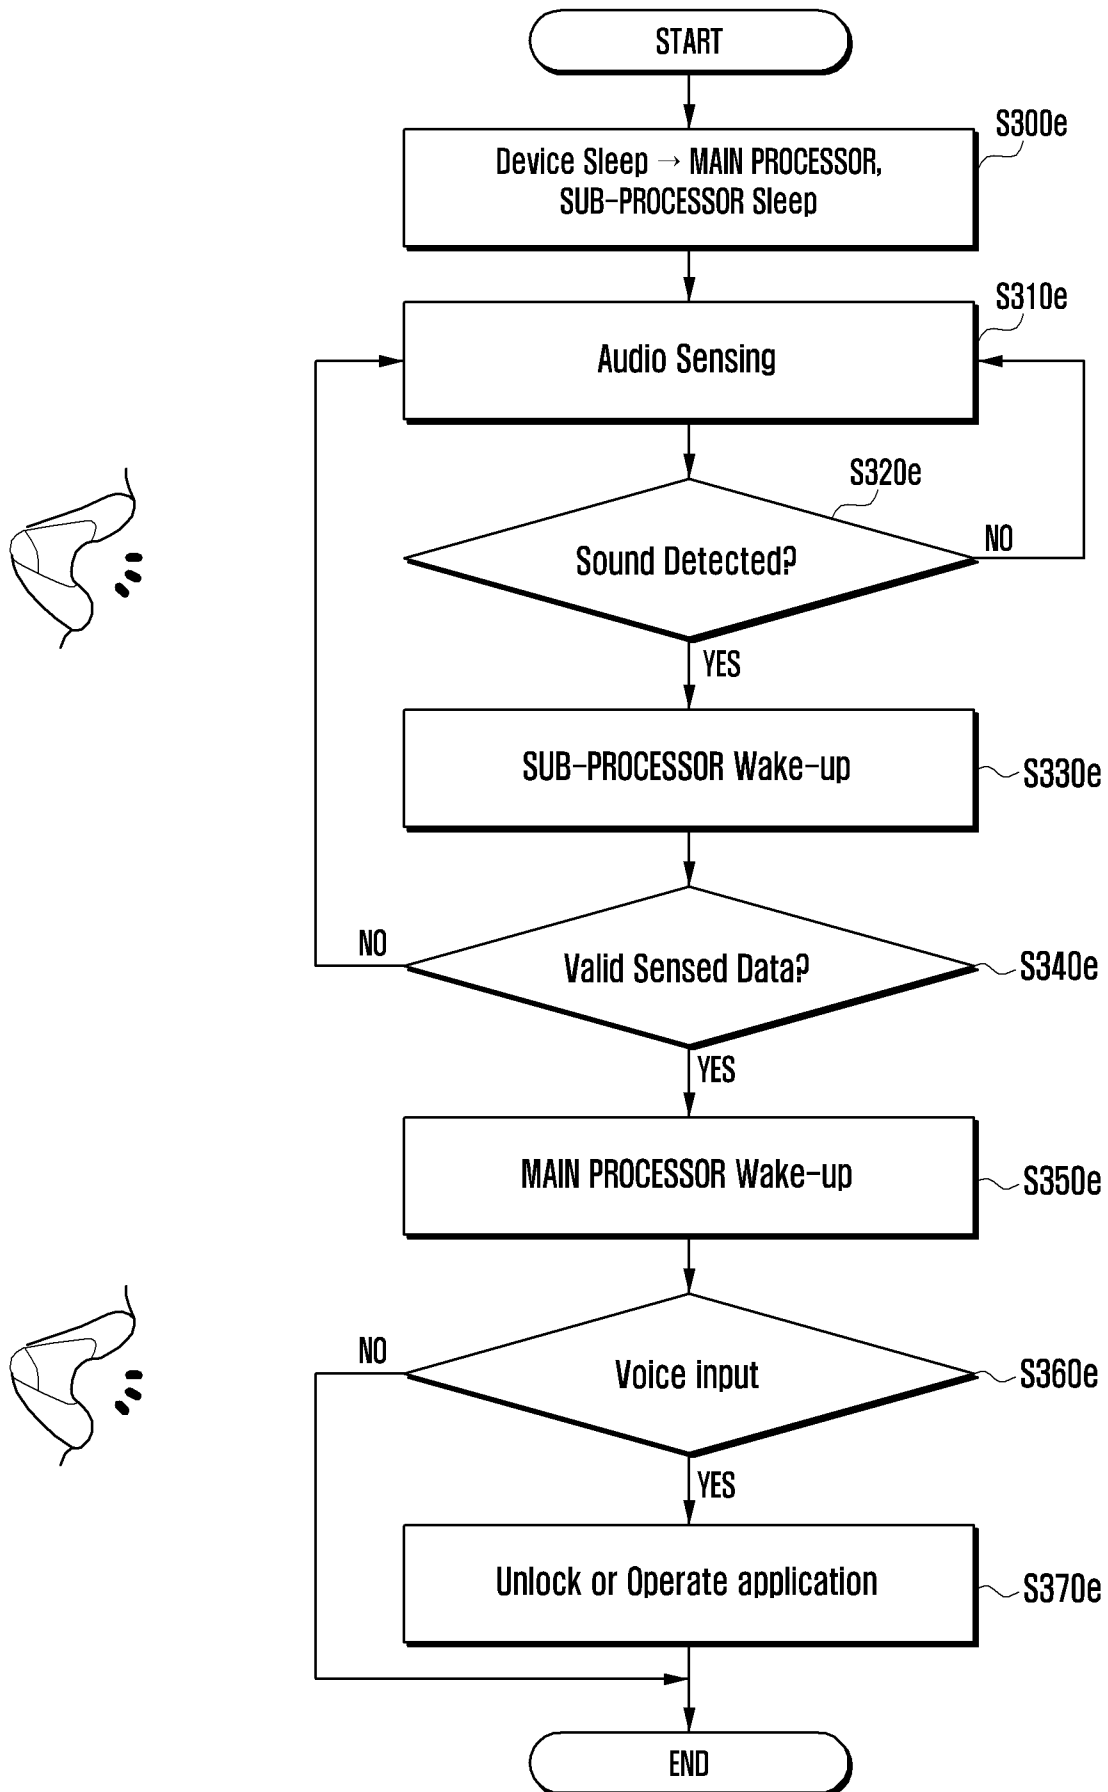 START
S300e
Device Sleep → MAIN PROCESSOR,
SUB-PROCESSOR Sleep
S310e
Audio Sensing
S320e
Sound Detected?
NO
YES
SUB-PROCESSOR Wake-up
S330e
NO
Valid Sensed Data?
S340e
YES
MAIN PROCESSOR Wake-up
S350e
NO
Voice input
S360e
YES
Unlock or Operate application
S370e
END